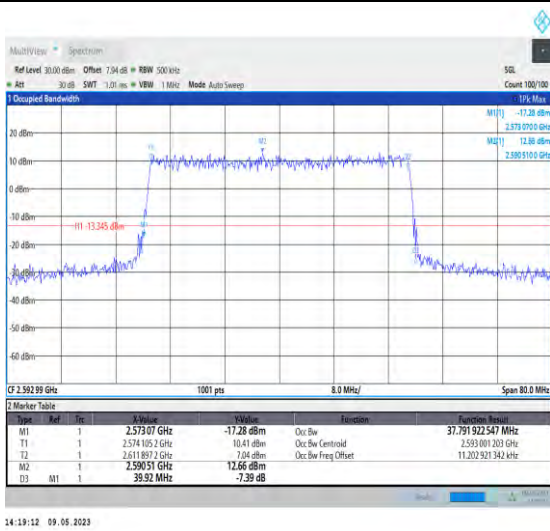 MultiView Spectrum
Ref Level 30.00 dBm Offset 7.94 dB RBW 500 kHz SGL
Att 30 dB SWT 1.01 ms VBW 1 MHz Mode Auto Sweep Count 100/100
1 Occupied Bandwidth 1Pk Max
M1[1] -17.28 dBm
2.573 0700 GHz
M2[1] 12.66 dBm
2.590 5100 GHz
20 dBm
10 dBm
0 dBm
-10 dBm
H1 -13.345 dBm
-20 dBm
-30 dBm
-40 dBm
-50 dBm
-60 dBm
M2
M1
CF 2.592 99 GHz 1001 pts 8.0 MHz/ Span 80.0 MHz
2 Marker Table
Type Ref Trc X-Value Y-Value Function Function Result
M1 1 2.573 07 GHz -17.28 dBm Occ Bw 37.791 922 547 MHz
T1 1 2.574 105 2 GHz 10.41 dBm Occ Bw Centroid 2.593 001 203 GHz
T2 1 2.611 897 2 GHz 7.04 dBm Occ Bw Freq Offset 11.202 921 342 kHz
M2 1 2.590 51 GHz 12.66 dBm
D3 M1 1 39.92 MHz -7.39 dB
14:19:12 09.05.2023